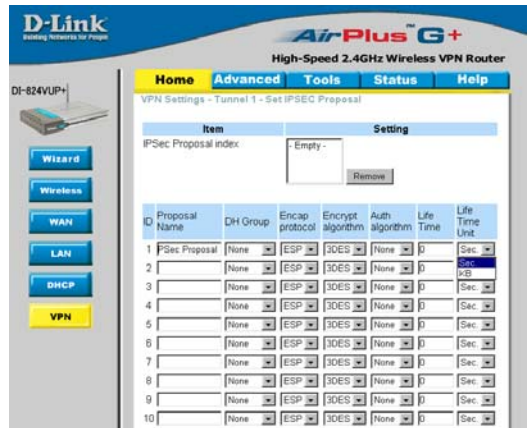 D-Link
Building Networks for People
AirPlus G+
TM
High-Speed 2.4GHz Wireless VPN Router
DI-824VUP+
Home Advanced Tools Status Help
VPN Settings - Tunnel 1 - Set IPSEC Proposal
Item Setting
IPSec Proposal index - Empty -
Remove
Wizard
Wireless
WAN
LAN
DHCP
VPN
ID Proposal Name DH Group Encap protocol Encrypt algorithm Auth algorithm Life Time Life Time Unit
1 PSec Proposal None ESP 3DES None 0 Sec.
Sec.
KB
2 None ESP 3DES None 0
3 None ESP 3DES None 0 Sec.
4 None ESP 3DES None 0 Sec.
5 None ESP 3DES None 0 Sec.
6 None ESP 3DES None 0 Sec.
7 None ESP 3DES None 0 Sec.
8 None ESP 3DES None 0 Sec.
9 None ESP 3DES None 0 Sec.
10 None ESP 3DES None 0 Sec.